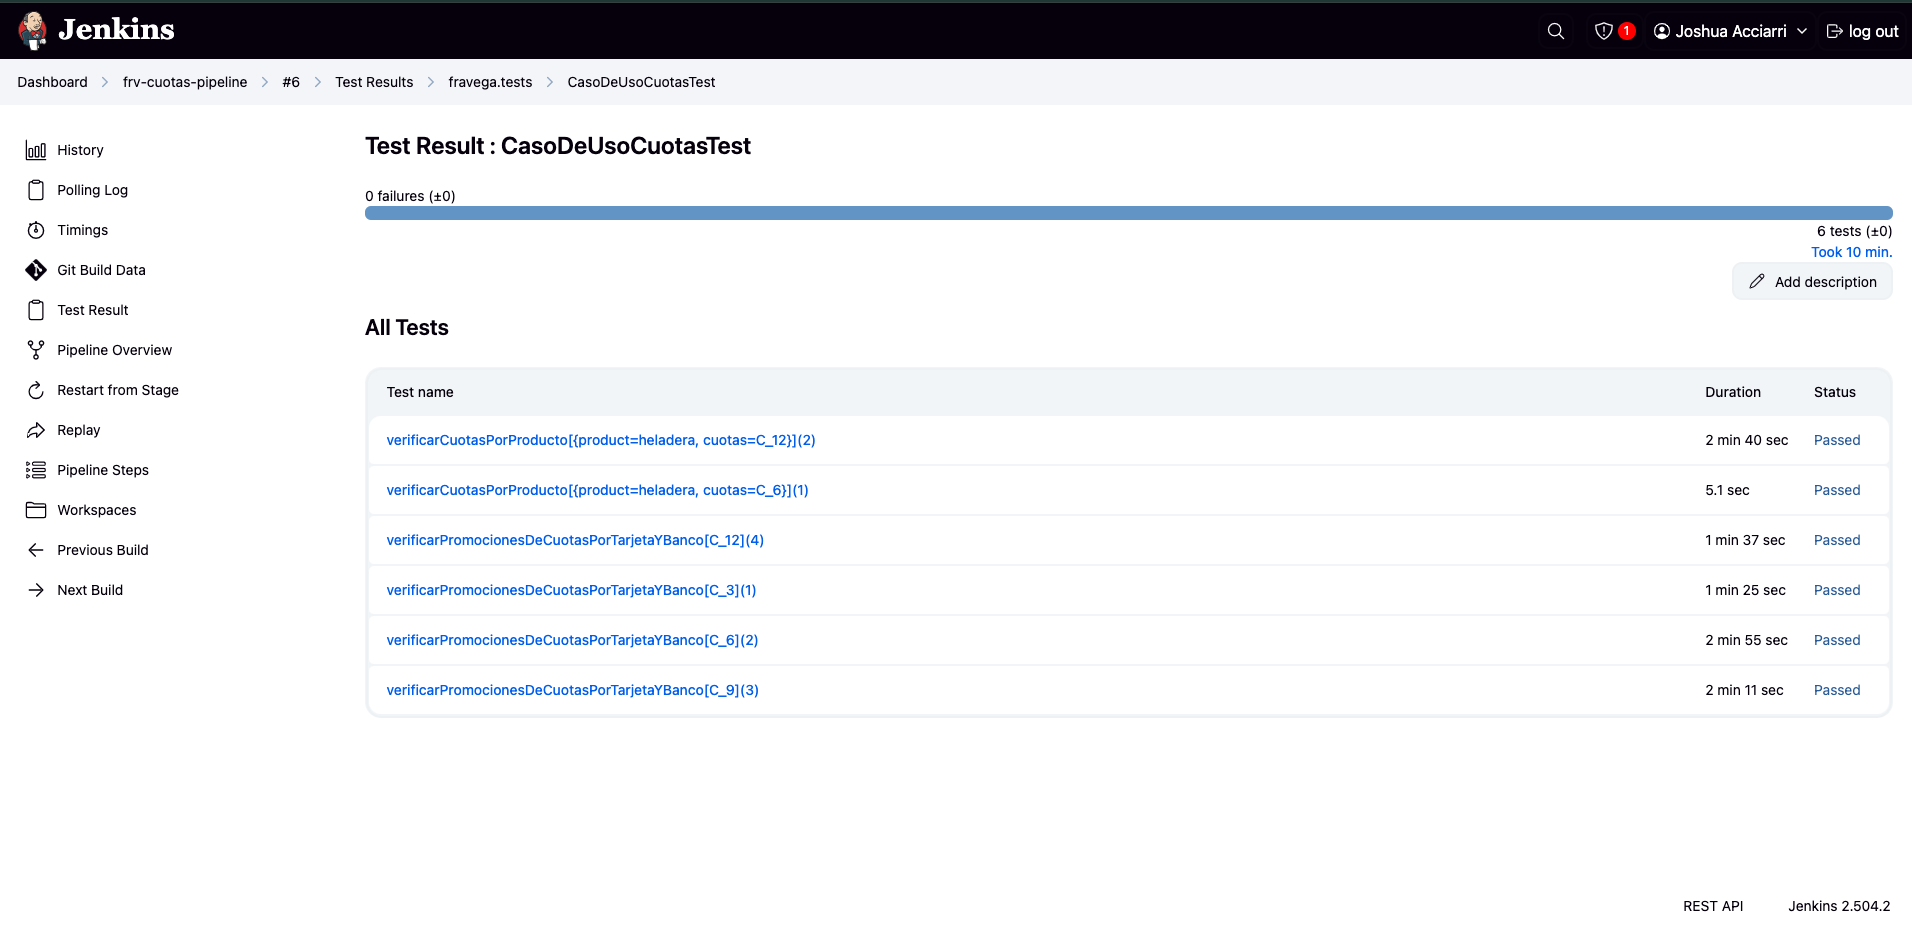 Jenkins
1
Joshua Acciarri
log out
Dashboard
frv-cuotas-pipeline
#6
Test Results
fravega.tests
CasoDeUsoCuotasTest
History
Polling Log
Timings
Git Build Data
Test Result
Pipeline Overview
Restart from Stage
Replay
Pipeline Steps
Workspaces
Previous Build
Next Build
Test Result : CasoDeUsoCuotasTest
0 failures (±0)
6 tests (±0)
Took 10 min.
Add description
All Tests
Test name Duration Status
verificarCuotasPorProducto[{product=heladera, cuotas=C_12}](2) 2 min 40 sec Passed
verificarCuotasPorProducto[{product=heladera, cuotas=C_6}](1) 5.1 sec Passed
verificarPromocionesDeCuotasPorTarjetaYBanco[C_12](4) 1 min 37 sec Passed
verificarPromocionesDeCuotasPorTarjetaYBanco[C_3](1) 1 min 25 sec Passed
verificarPromocionesDeCuotasPorTarjetaYBanco[C_6](2) 2 min 55 sec Passed
verificarPromocionesDeCuotasPorTarjetaYBanco[C_9](3) 2 min 11 sec Passed
REST API
Jenkins 2.504.2